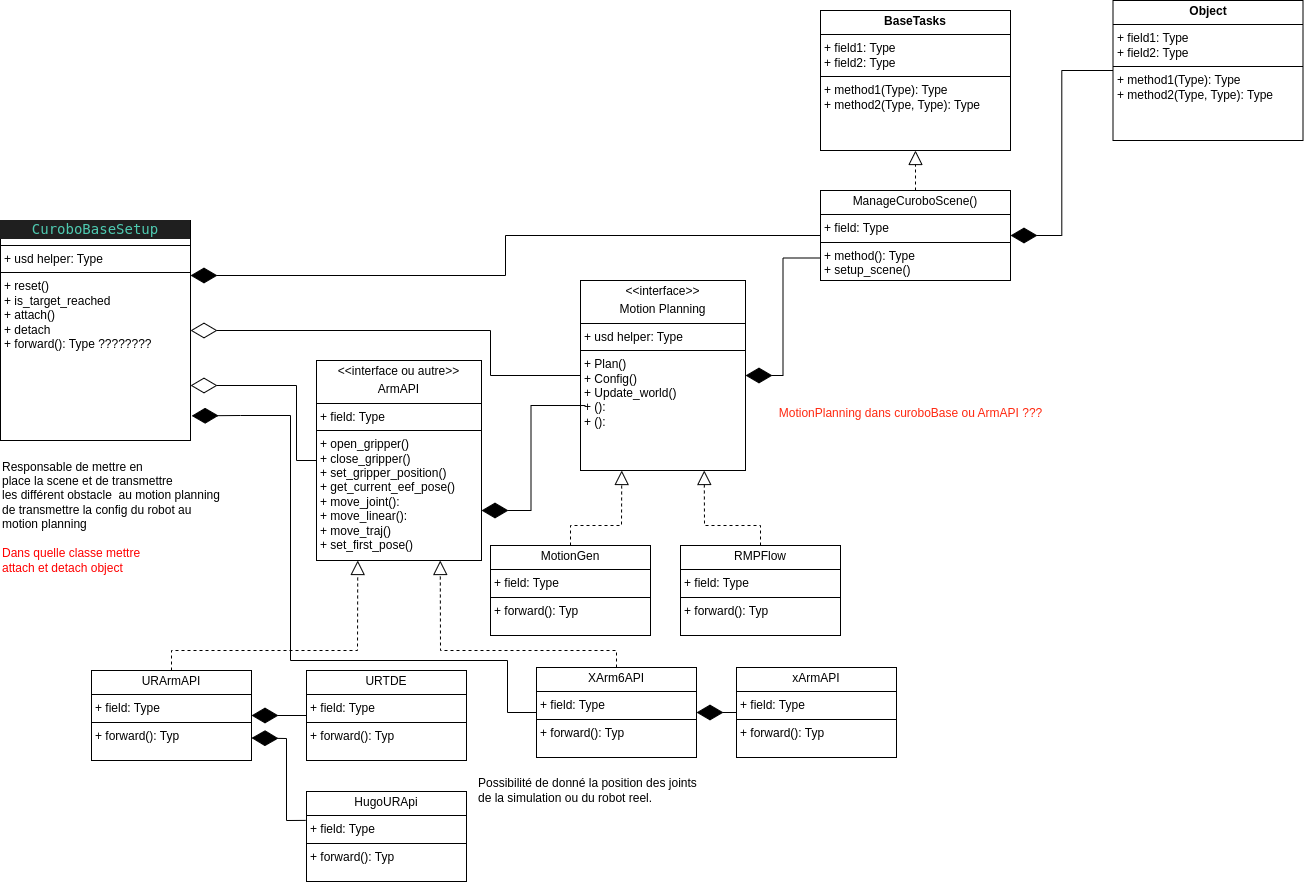 BaseTasks
+ field1: Type
+ field2: Type
+ method1(Type): Type
+ method2(Type, Type): Type
Object
+ field1: Type
+ field2: Type
+ method1(Type): Type
+ method2(Type, Type): Type
ManageCuroboScene()
+ field: Type
+ method(): Type
+ setup_scene()
CuroboBaseSetup
+ usd helper: Type
+ reset()
+ is_target_reached
+ attach()
+ detach
+ forward(): Type ????????
<<interface>>
Motion Planning
+ usd helper: Type
+ Plan()
+ Config()
+ Update_world()
+ ():
+ ():
<<interface ou autre>>
ArmAPI
+ field: Type
+ open_gripper()
+ close_gripper()
+ set_gripper_position()
+ get_current_eef_pose()
+ move_joint():
+ move_linear():
+ move_traj()
+ set_first_pose()
MotionPlanning dans curoboBase ou ArmAPI ???
Responsable de mettre en
place la scene et de transmettre
les différent obstacle  au motion planning
de transmettre la config du robot au
motion planning
Dans quelle classe mettre
attach et detach object
MotionGen
+ field: Type
+ forward(): Typ
RMPFlow
+ field: Type
+ forward(): Typ
URArmAPI
+ field: Type
+ forward(): Typ
URTDE
+ field: Type
+ forward(): Typ
XArm6API
+ field: Type
+ forward(): Typ
xArmAPI
+ field: Type
+ forward(): Typ
Possibilité de donné la position des joints
de la simulation ou du robot reel.
HugoURApi
+ field: Type
+ forward(): Typ